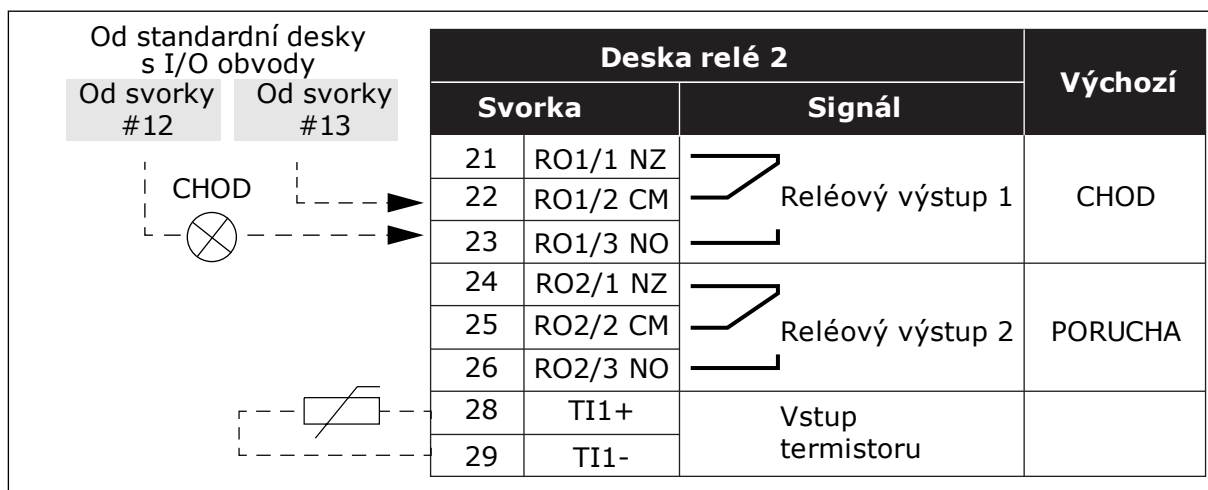 Od standardní desky
s I/O obvody
Od svorky
#12
Od svorky
#13
CHOD
Deska relé 2
Výchozí
Svorka
Signál
21 RO1/1 NZ
22 RO1/2 CM
23 RO1/3 NO
Reléový výstup 1
CHOD
24 RO2/1 NZ
25 RO2/2 CM
26 RO2/3 NO
Reléový výstup 2
PORUCHA
28 TI1+
29 TI1-
Vstup
termistoru